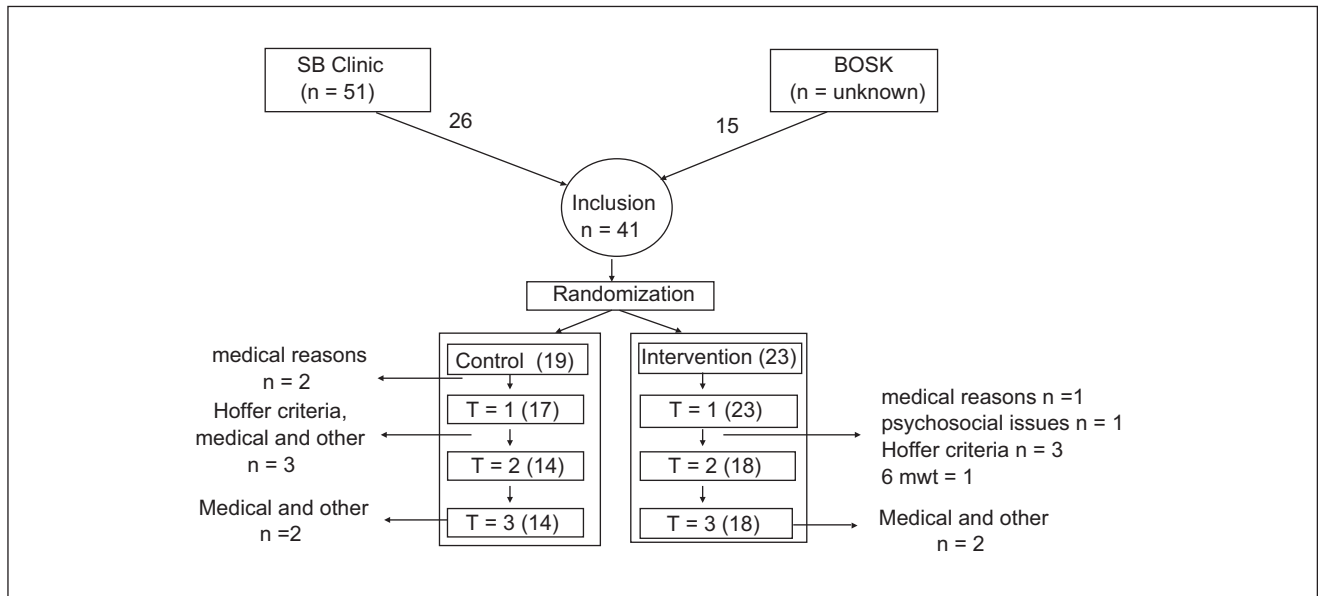 SB Clinic
(n = 51)
BOSK
(n = unknown)
26
15
Inclusion
n = 41
Randomization
Control (19)
Intervention (23)
medical reasons
n = 2
T = 1 (17)
T = 1 (23)
Hoffer criteria,
medical and other
n = 3
medical reasons n =1
psychosocial issues n = 1
Hoffer criteria n = 3
6 mwt = 1
T = 2 (14)
T = 2 (18)
Medical and other
n =2
T = 3 (14)
T = 3 (18)
Medical and other
n = 2